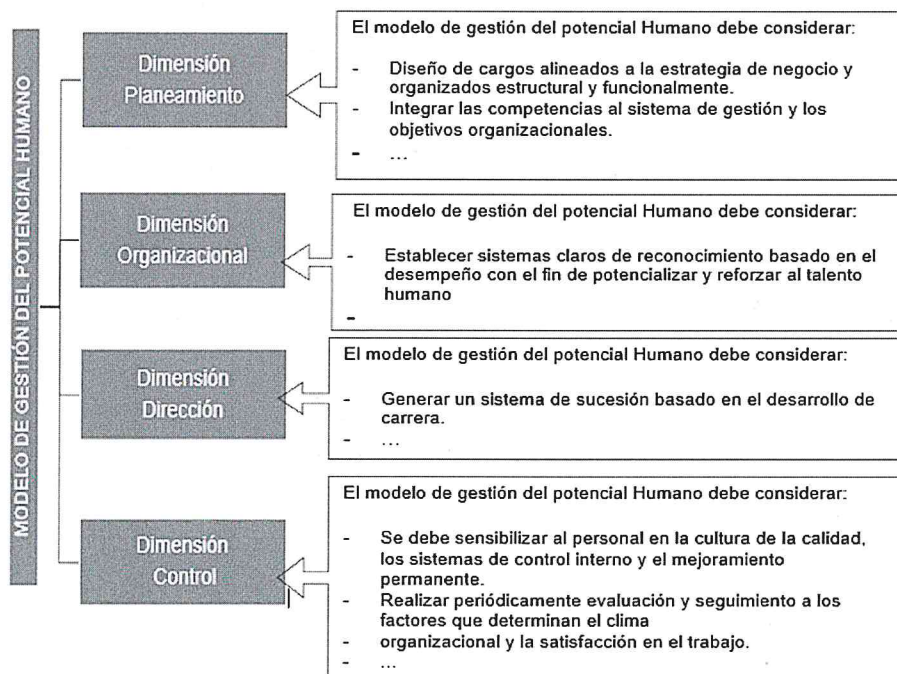 MODELO DE GESTIÓN DEL POTENCIAL HUMANO
Dimensión
Planeamiento
El modelo de gestión del potencial Humano debe considerar:
- Diseño de cargos alineados a la estrategia de negocio y
organizados estructural y funcionalmente.
- Integrar las competencias al sistema de gestión y los
objetivos organizacionales.
- ...
Dimensión
Organizacional
El modelo de gestión del potencial Humano debe considerar:
- Establecer sistemas claros de reconocimiento basado en el
desempeño con el fin de potencializar y reforzar al talento
humano
-
Dimensión
Dirección
El modelo de gestión del potencial Humano debe considerar:
- Generar un sistema de sucesión basado en el desarrollo de
carrera.
- ...
Dimensión
Control
El modelo de gestión del potencial Humano debe considerar:
- Se debe sensibilizar al personal en la cultura de la calidad,
los sistemas de control interno y el mejoramiento
permanente.
- Realizar periódicamente evaluación y seguimiento a los
factores que determinan el clima
- organizacional y la satisfacción en el trabajo.
- ...